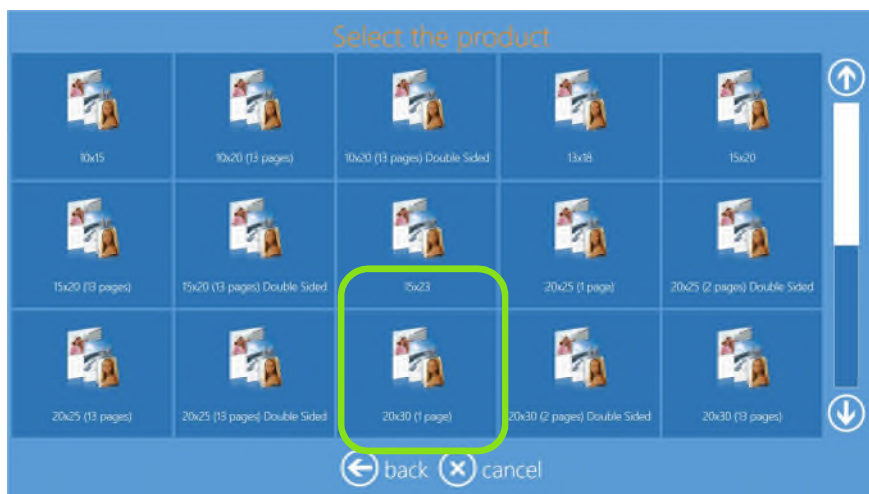 Select the product
10x15
10x20 (13 pages)
10x20 (13 pages) Double Sided
13x18
15x20
15x20 (13 pages)
15x20 (13 pages) Double Sided
15x23
20x25 (1 page)
20x25 (2 pages) Double Sided
20x25 (13 pages)
20x25 (13 pages) Double Sided
20x30 (1 page)
20x30 (2 pages) Double Sided
20x30 (13 pages)
back cancel